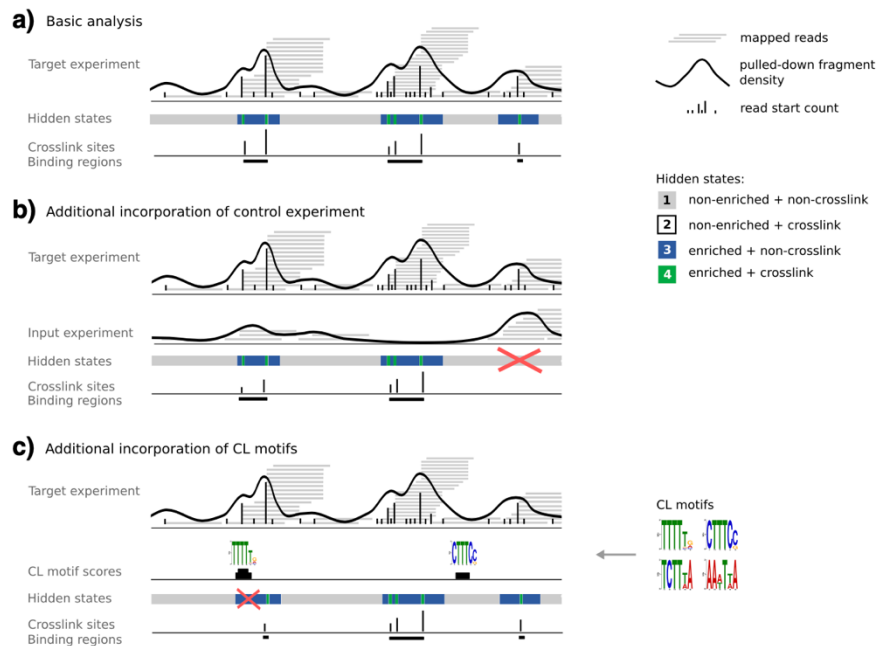 a) Basic analysis
Target experiment
Hidden states
Crosslink sites
Binding regions
mapped reads
pulled-down fragment
density
read start count
Hidden states:
1 non-enriched + non-crosslink
2 non-enriched + crosslink
3 enriched + non-crosslink
4 enriched + crosslink
b) Additional incorporation of control experiment
Target experiment
Input experiment
Hidden states
Crosslink sites
Binding regions
c) Additional incorporation of CL motifs
Target experiment
CL motif scores
Hidden states
Crosslink sites
Binding regions
CL motifs